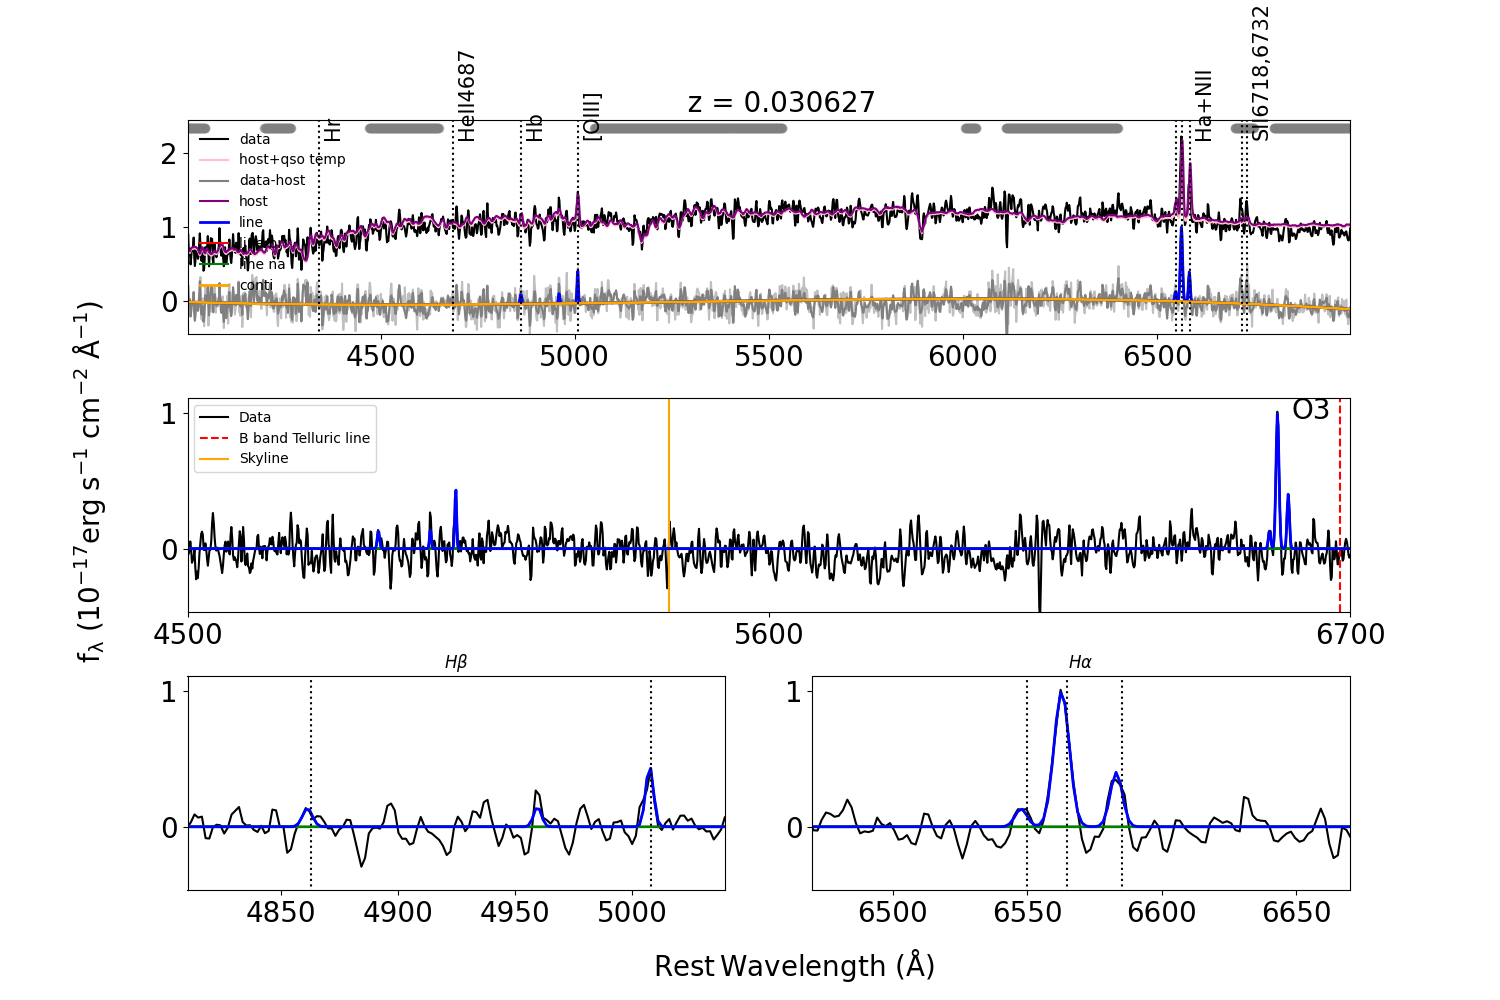 z = 0.030627
Hr
HeII4687
Hb
[OIII]
Ha+NII
SII6718,6732
data
host+qso temp
data-host
host
line
line na
conti
2
1
0
4500 5000 5500 6000 6500
fλ (10⁻¹⁷erg s⁻¹ cm⁻² Å⁻¹)
Data
B band Telluric line
Skyline
O3
1
0
4500 5600 6700
Hβ
1
0
4850 4900 4950 5000
Hα
1
0
6500 6550 6600 6650
Rest Wavelength (Å)